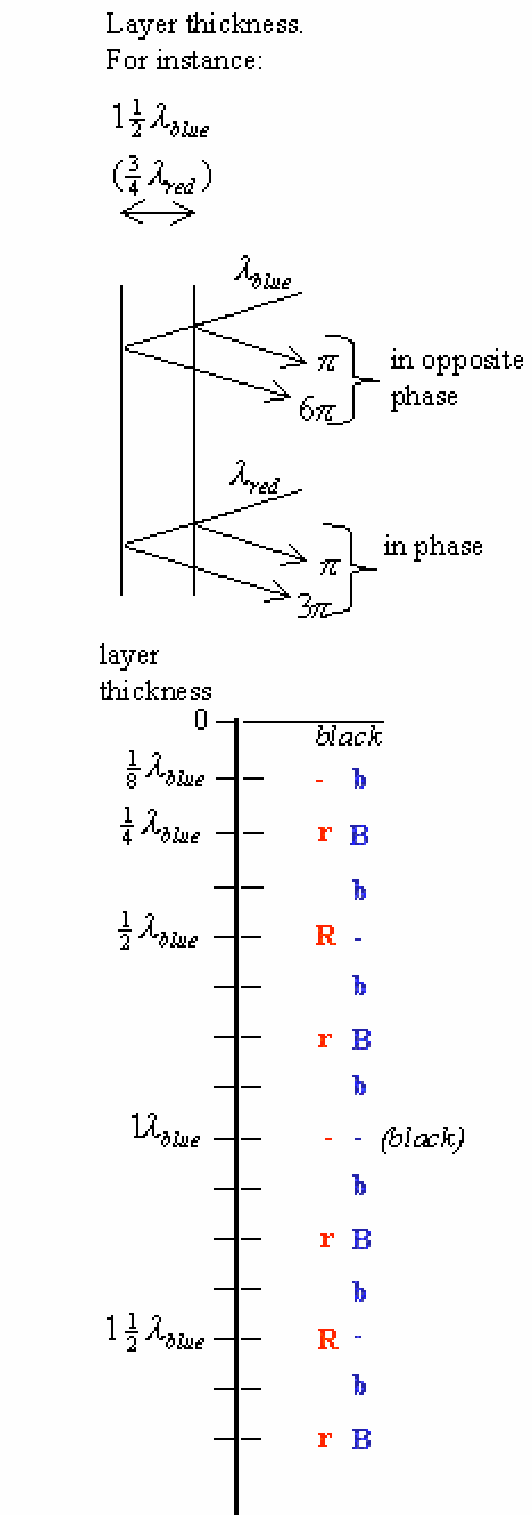 Layer thickness.
For instance:
1½ λblue
(¾ λred)
λblue
π
6π
in opposite
phase
λred
π
3π
in phase
layer
thickness
0
black
⅛ λblue - b
¼ λblue r B
b
½ λblue R -
b
r B
b
1λblue - - (black)
b
r B
b
1½ λblue R -
b
r B